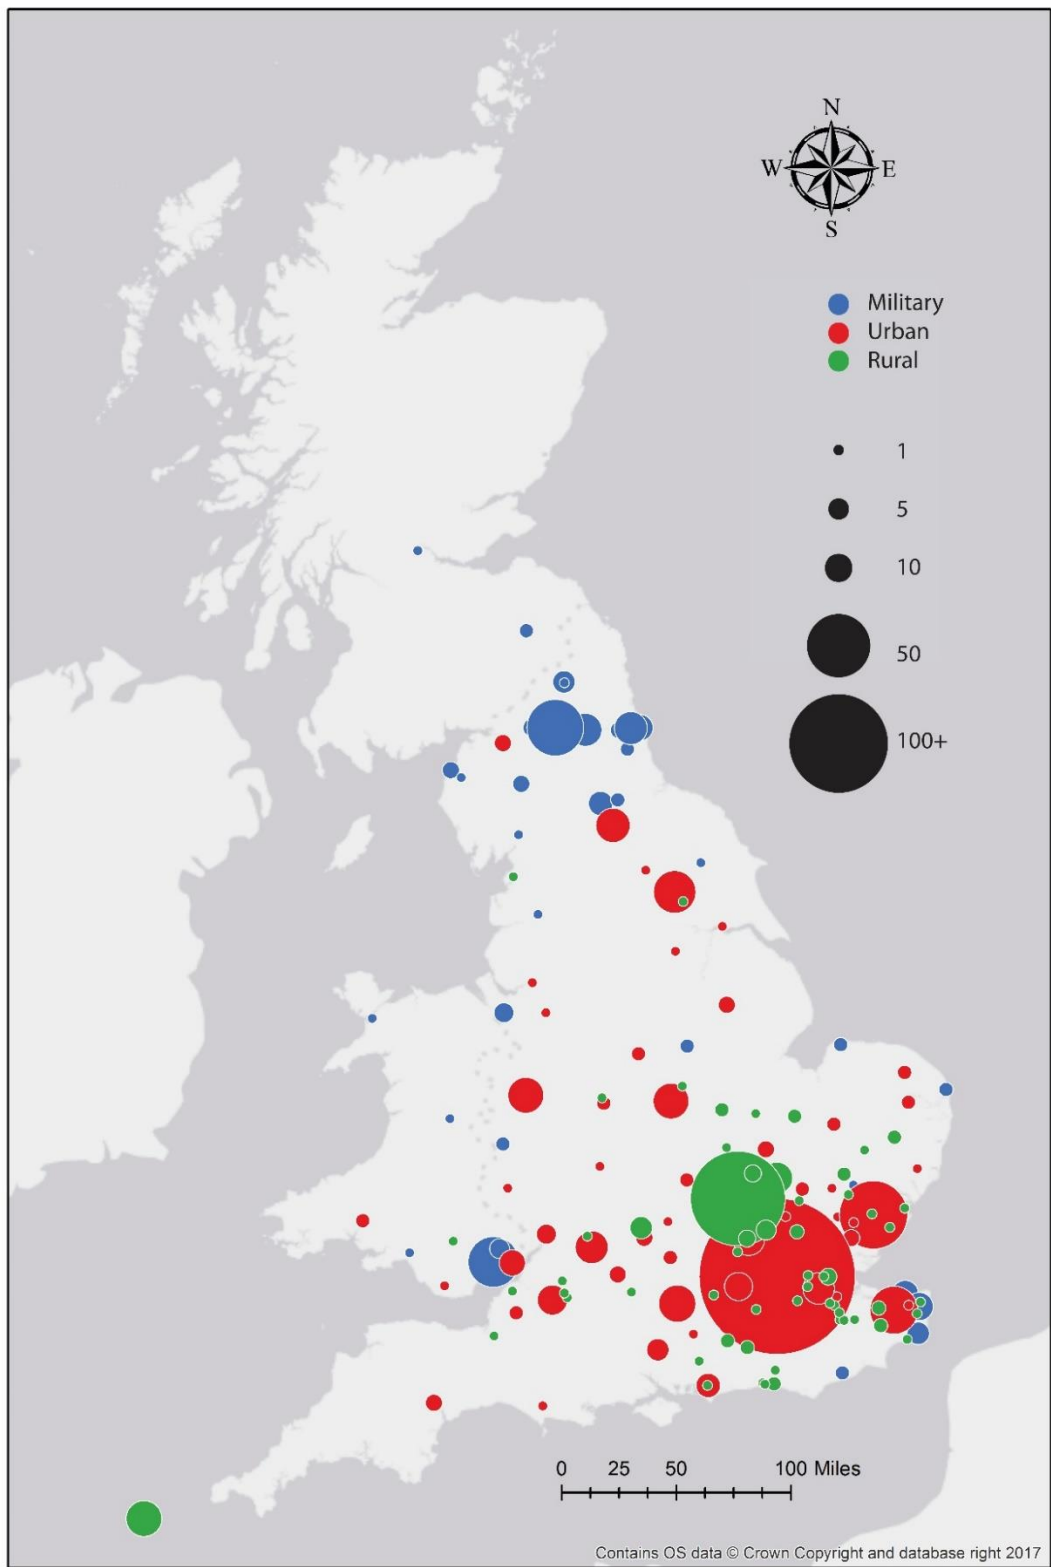 N
W E
S
Military
Urban
Rural
1
5
10
50
100+
0 25 50 100 Miles
Contains OS data © Crown Copyright and database right 2017